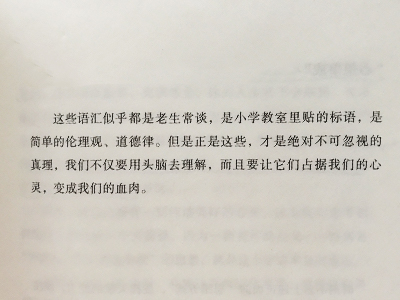 这些语汇似乎都是老生常谈，是小学教室里贴的标语，是
简单的伦理观、道德律。但是正是这些，才是绝对不可忽视的
真理，我们不仅要用头脑去理解，而且要让它们占据我们的心
灵，变成我们的血肉。